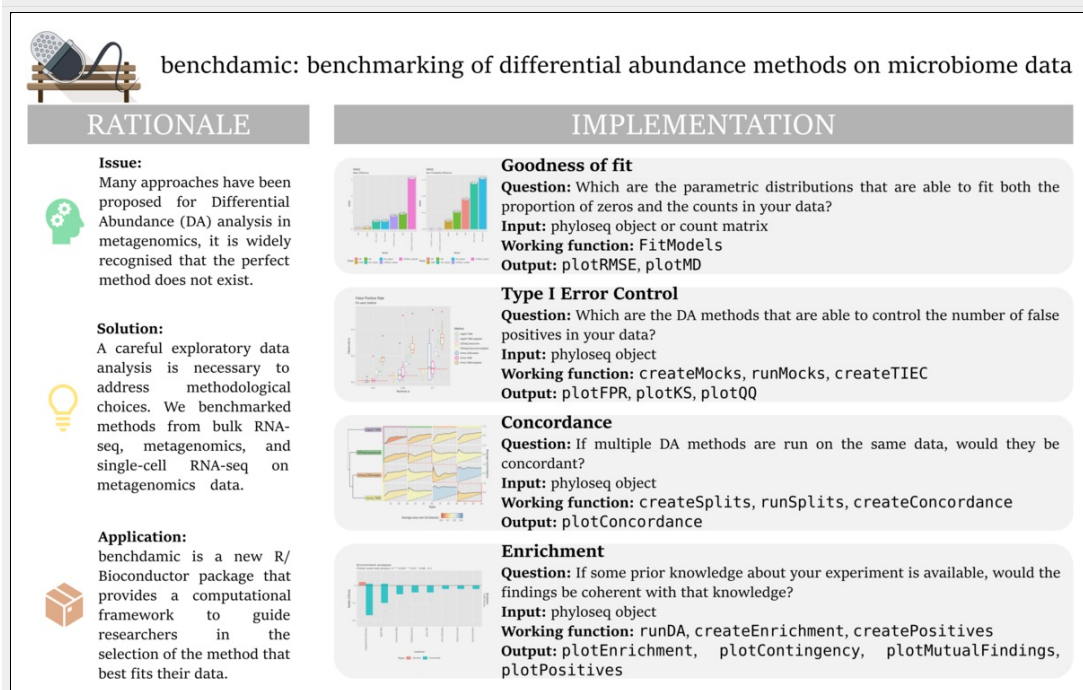 benchdamic: benchmarking of differential abundance methods on microbiome data
RATIONALE
Issue:
Many approaches have been
proposed for Differential
Abundance (DA) analysis in
metagenomics, it is widely
recognised that the perfect
method does not exist.
Solution:
A careful exploratory data
analysis is necessary to
address methodological
choices. We benchmarked
methods from bulk RNA-
seq, metagenomics, and
single-cell RNA-seq on
metagenomics data.
Application:
benchdamic is a new R/
Bioconductor package that
provides a computational
framework to guide
researchers in the
selection of the method that
best fits their data.
IMPLEMENTATION
Goodness of fit
Question: Which are the parametric distributions that are able to fit both the
proportion of zeros and the counts in your data?
Input: phyloseq object or count matrix
Working function: FitModels
Output: plotRMSE, plotMD
Type I Error Control
Question: Which are the DA methods that are able to control the number of false
positives in your data?
Input: phyloseq object
Working function: createMocks, runMocks, createTIEC
Output: plotFPR, plotKS, plotQQ
Concordance
Question: If multiple DA methods are run on the same data, would they be
concordant?
Input: phyloseq object
Working function: createSplits, runSplits, createConcordance
Output: plotConcordance
Enrichment
Question: If some prior knowledge about your experiment is available, would the
findings be coherent with that knowledge?
Input: phyloseq object
Working function: runDA, createEnrichment, createPositives
Output: plotEnrichment, plotContingency, plotMutualFindings,
plotPositives